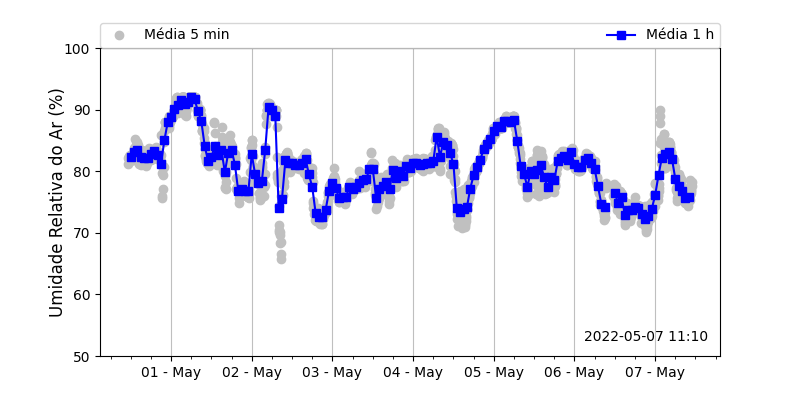 Média 5 min
Média 1 h
Umidade Relativa do Ar (%)
100
90
80
70
60
50
2022-05-07 11:10
01 - May
02 - May
03 - May
04 - May
05 - May
06 - May
07 - May